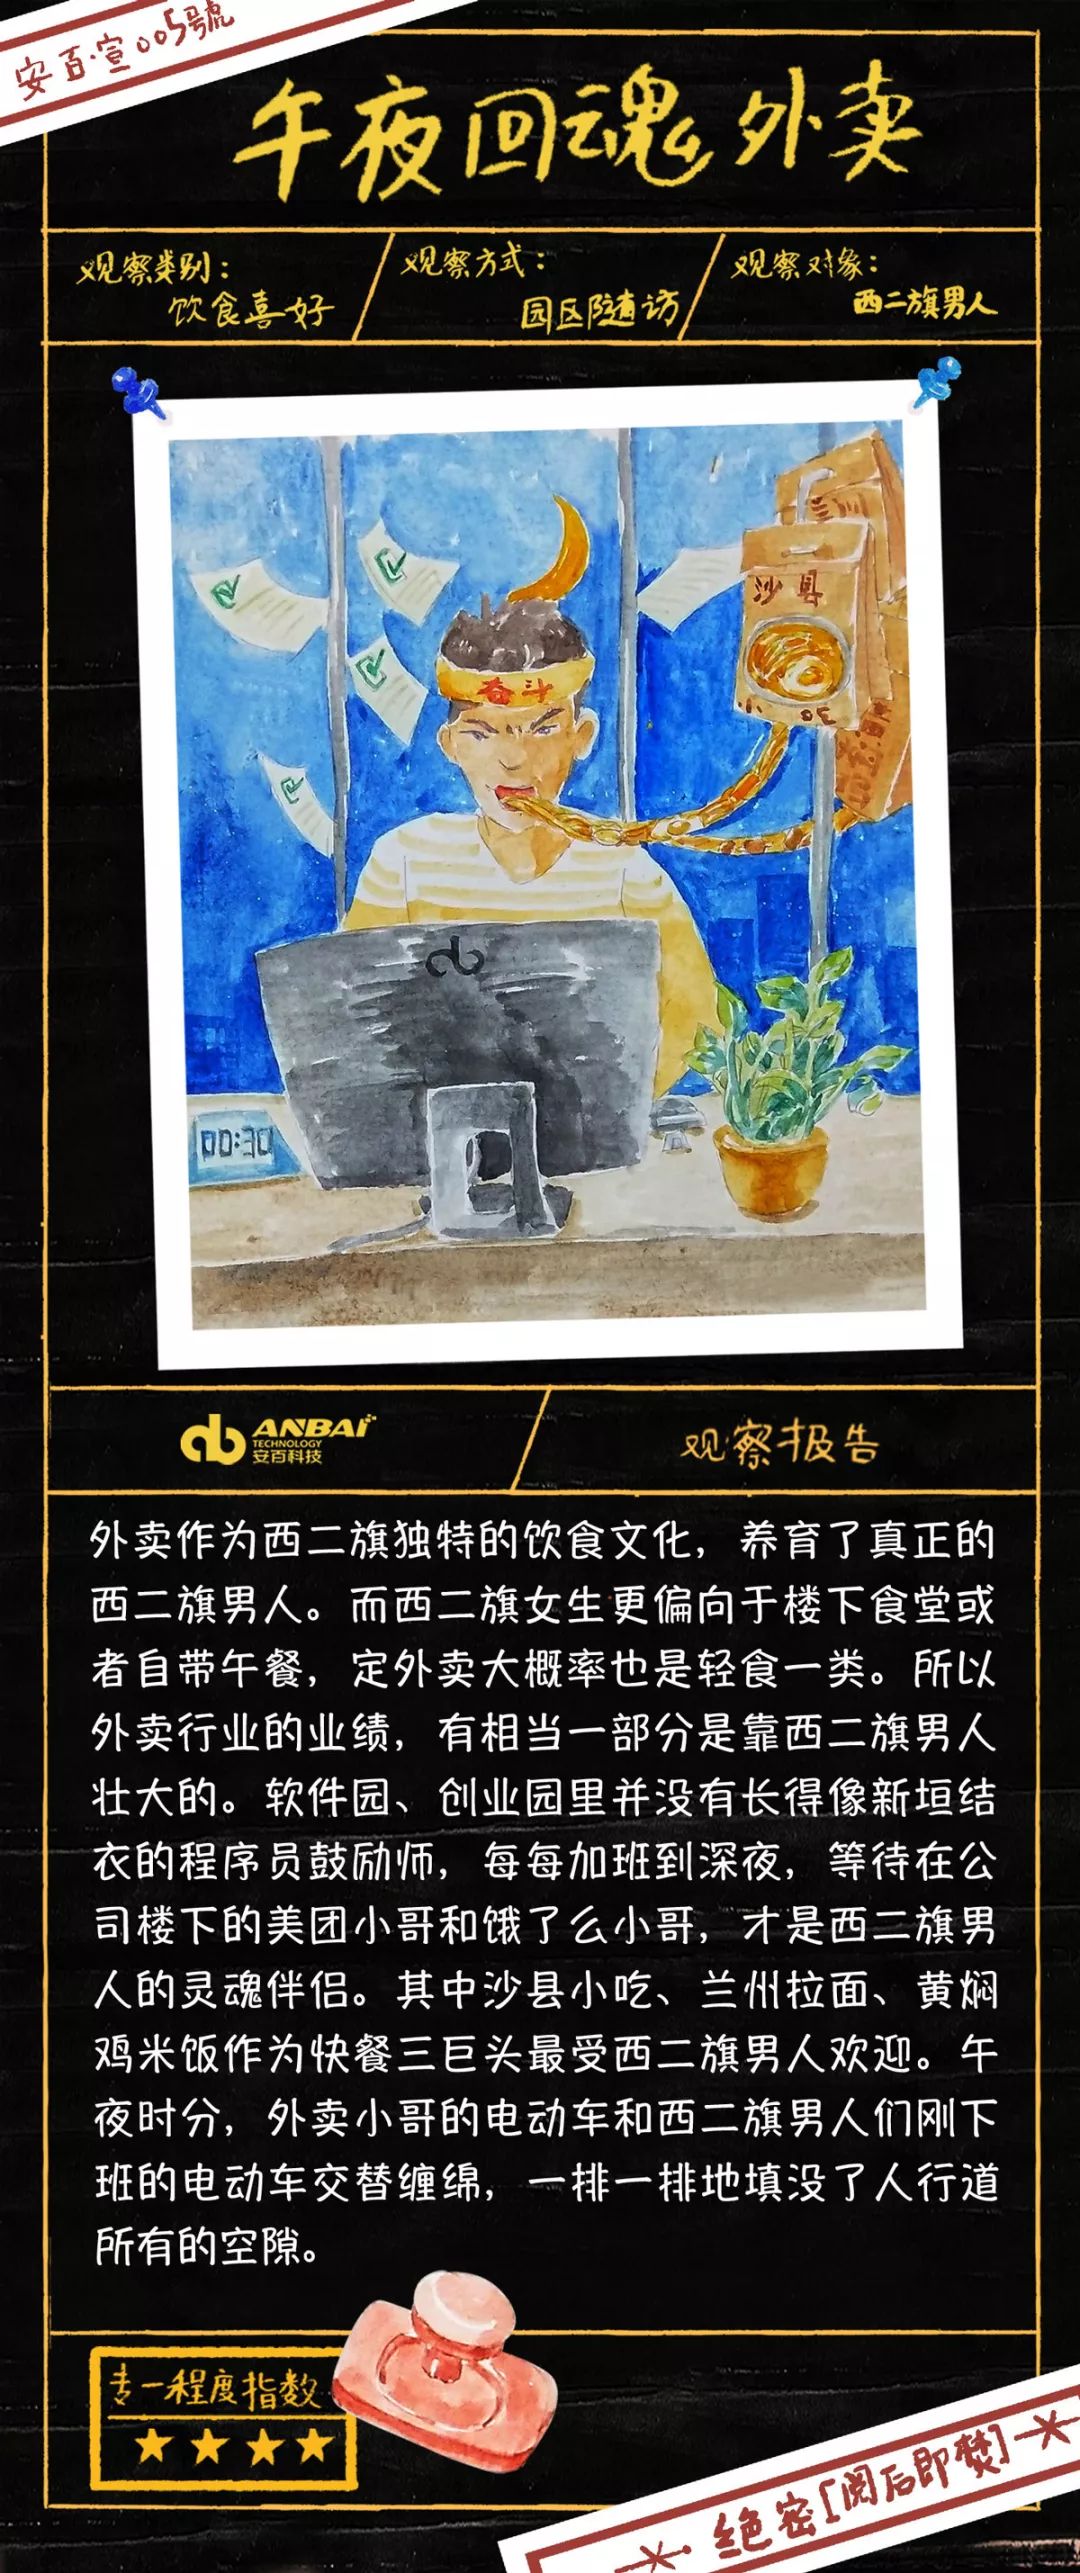 安百·宣005号
午夜回魂外卖
观察类别：
饮食喜好
观察方式：
园区随访
观察对象：
西二旗男人
沙县
小吃
奋斗
00:30
ANBAI
TECHNOLOGY
安百科技
观察报告
外卖作为西二旗独特的饮食文化，养育了真正的
西二旗男人。而西二旗女生更偏向于楼下食堂或
者自带午餐，定外卖大概率也是轻食一类。所以
外卖行业的业绩，有相当一部分是靠西二旗男人
壮大的。软件园、创业园里并没有长得像新垣结
衣的程序员鼓励师，每每加班到深夜，等待在公
司楼下的美团小哥和饿了么小哥，才是西二旗男
人的灵魂伴侣。其中沙县小吃、兰州拉面、黄焖
鸡米饭作为快餐三巨头最受西二旗男人欢迎。午
夜时分，外卖小哥的电动车和西二旗男人们刚下
班的电动车交替缠绵，一排一排地填没了人行道
所有的空隙。
专一程度指数
绝密[阅后即焚]